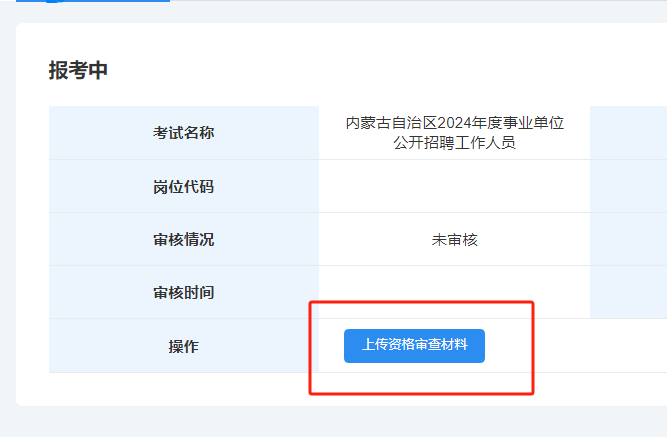 报考中
考试名称
内蒙古自治区2024年度事业单位
公开招聘工作人员
岗位代码
审核情况
未审核
审核时间
操作
上传资格审查材料